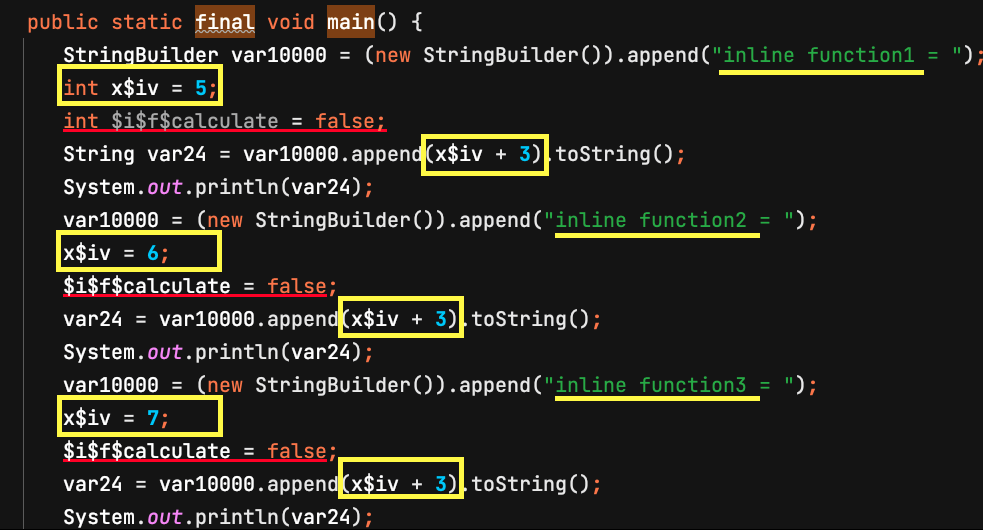 public static final void main() {
StringBuilder var10000 = (new StringBuilder()).append("inline function1 = ");
int x$iv = 5;
int $i$f$calculate = false;
String var24 = var10000.append(x$iv + 3).toString();
System.out.println(var24);
var10000 = (new StringBuilder()).append("inline function2 = ");
x$iv = 6;
$i$f$calculate = false;
var24 = var10000.append(x$iv + 3).toString();
System.out.println(var24);
var10000 = (new StringBuilder()).append("inline function3 = ");
x$iv = 7;
$i$f$calculate = false;
var24 = var10000.append(x$iv + 3).toString();
System.out.println(var24);